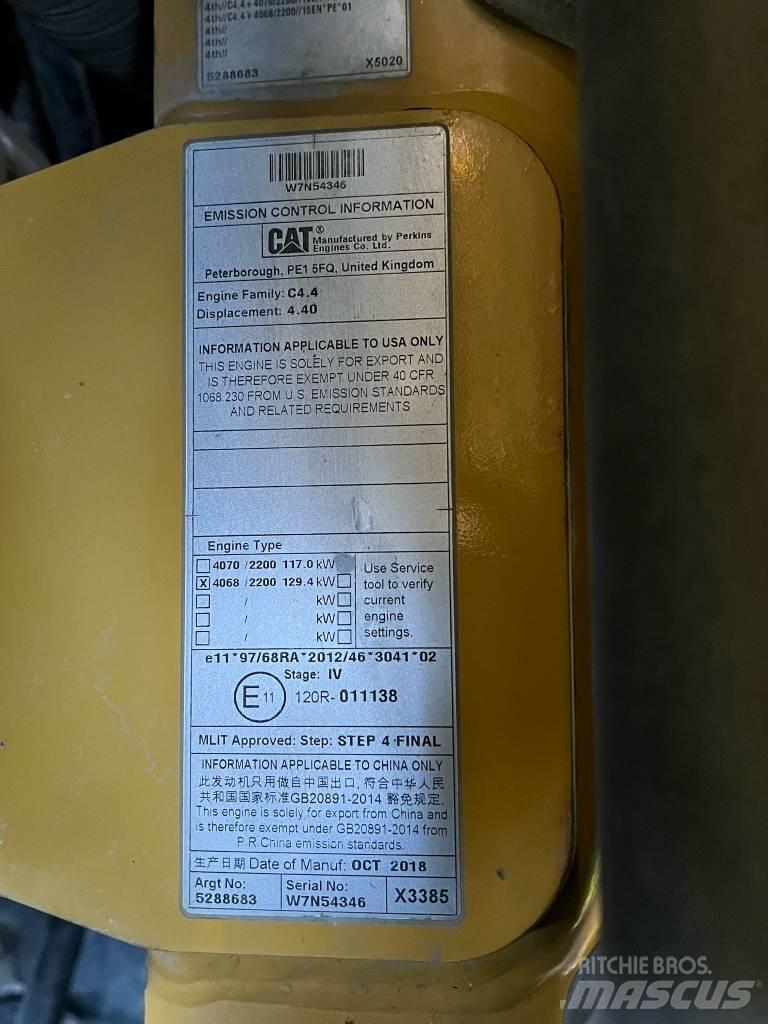 4th//C4.4+4068/2200//15EN*PE*01
4th//
4th//
4th//
5288683 X5020
W7N54346
EMISSION CONTROL INFORMATION
CAT® Manufactured by Perkins
Engines Co. Ltd.
Peterborough, PE1 5FQ, United Kingdom
Engine Family: C4.4
Displacement: 4.40
INFORMATION APPLICABLE TO USA ONLY
THIS ENGINE IS SOLELY FOR EXPORT AND
IS THEREFORE EXEMPT UNDER 40 CFR
1068.230 FROM U.S. EMISSION STANDARDS
AND RELATED REQUIREMENTS
Engine Type
4070 /2200 117.0 kW
X 4068 /2200 129.4 kW
/ kW
/ kW
/ kW
Use Service
tool to verify
current
engine
settings.
e11*97/68RA*2012/46*3041*02
Stage: IV
E 11 120R-011138
MLIT Approved: Step: STEP 4 FINAL
INFORMATION APPLICABLE TO CHINA ONLY
此发动机只用做自中国出口,符合中华人民
共和国国家标准GB20891-2014 豁免规定.
This engine is solely for export from China and
is therefore exempt under GB20891-2014 from
P.R.China emission standards.
生产日期 Date of Manuf: OCT 2018
Argt No: Serial No:
5288683 W7N54346 X3385
RITCHIE BROS.
MASCUS